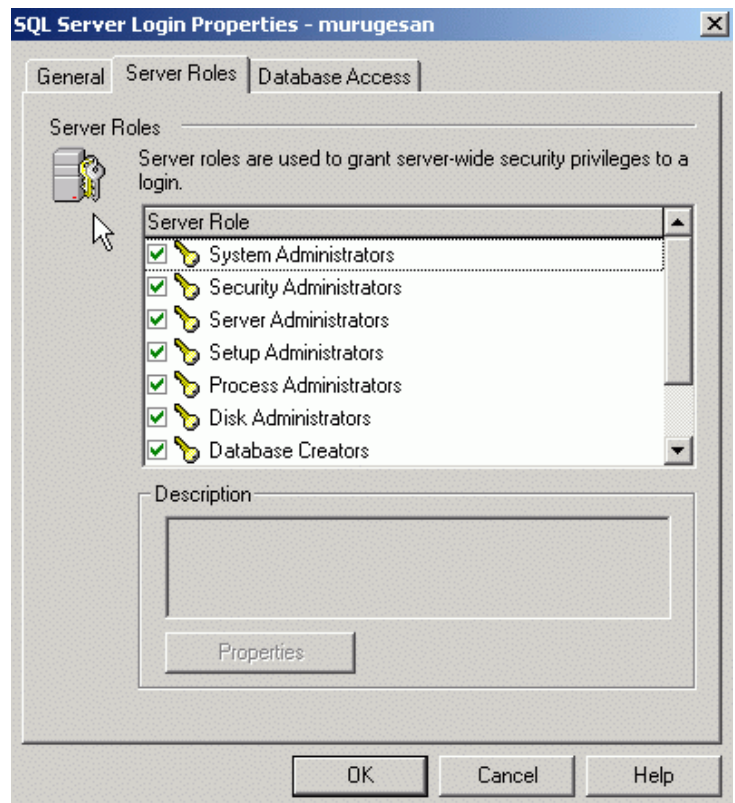 SQL Server Login Properties - murugesan
General
Server Roles
Database Access
Server Roles
Server roles are used to grant server-wide security privileges to a
login.
Server Role
System Administrators
Security Administrators
Server Administrators
Setup Administrators
Process Administrators
Disk Administrators
Database Creators
Description
Properties
OK
Cancel
Help